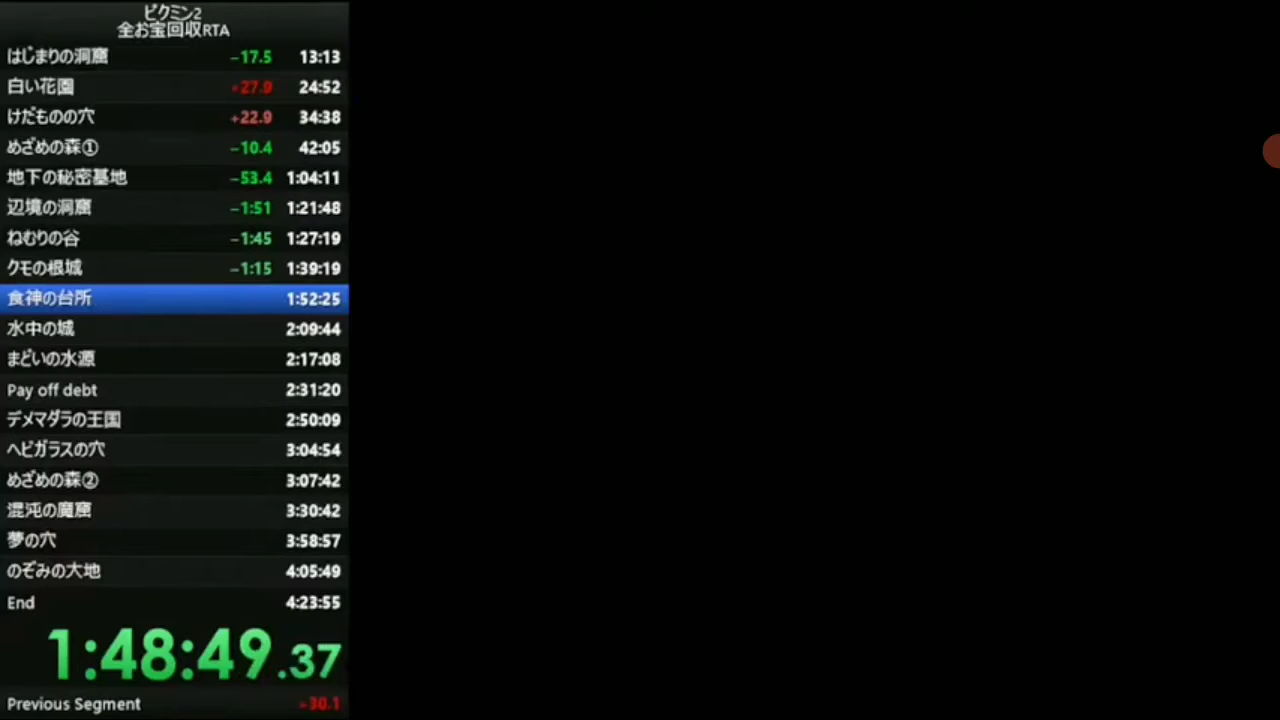 ピクミン2
全お宝回収RTA
はじまりの洞窟 -17.5 13:13
白い花園 +27.9 24:52
けだものの穴 +22.9 34:38
めざめの森① -10.4 42:05
地下の秘密基地 -53.4 1:04:11
辺境の洞窟 -1:51 1:21:48
ねむりの谷 -1:45 1:27:19
クモの根城 -1:15 1:39:19
食神の台所 1:52:25
水中の城 2:09:44
まどいの水源 2:17:08
Pay off debt 2:31:20
デメマダラの王国 2:50:09
ヘビガラスの穴 3:04:54
めざめの森② 3:07:42
混沌の魔窟 3:30:42
夢の穴 3:58:57
のぞみの大地 4:05:49
End 4:23:55
1:48:49.37
Previous Segment +30.1